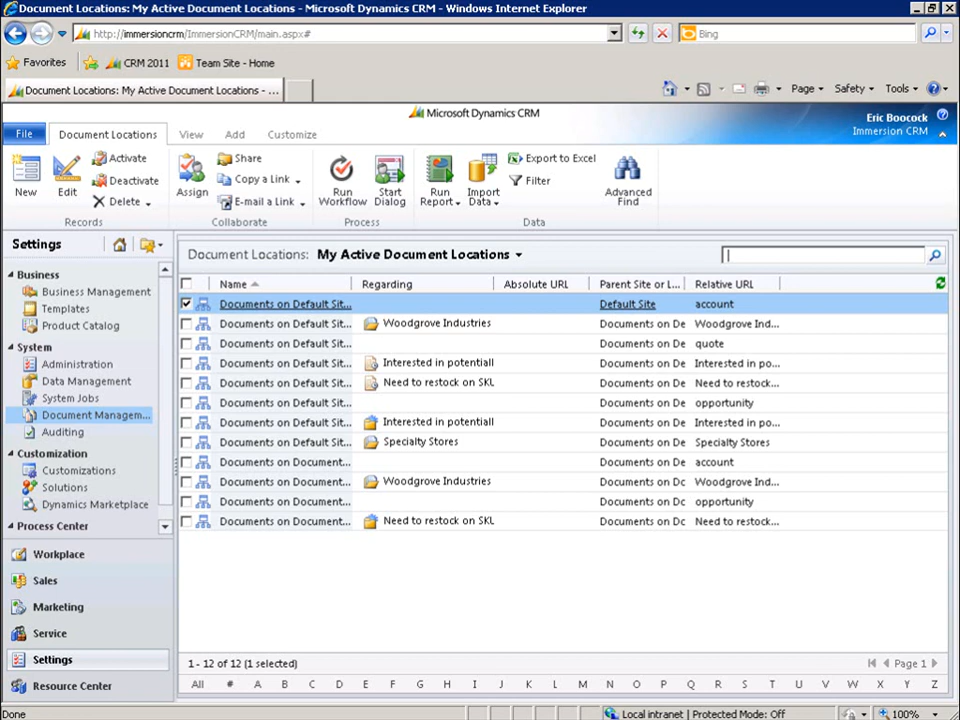 Document Locations: My Active Document Locations - Microsoft Dynamics CRM - Windows Internet Explorer
http://immersioncrm/ImmersionCRM/main.aspx#
Bing
Favorites CRM 2011 Team Site - Home
Document Locations: My Active Document Locations - ...
Page Safety Tools
Microsoft Dynamics CRM
Eric Boocock
Immersion CRM
File Document Locations View Add Customize
New Edit Activate Deactivate Delete
Records
Assign Share Copy a Link E-mail a Link
Collaborate
Run Workflow Start Dialog
Process
Run Report Import Data Export to Excel Filter Advanced Find
Data
Settings
Business
Business Management
Templates
Product Catalog
System
Administration
Data Management
System Jobs
Document Managem...
Auditing
Customization
Customizations
Solutions
Dynamics Marketplace
Process Center
Workplace
Sales
Marketing
Service
Settings
Resource Center
Document Locations: My Active Document Locations
Name Regarding Absolute URL Parent Site or L... Relative URL
Documents on Default Sit... Default Site account
Documents on Default Sit... Woodgrove Industries Documents on De Woodgrove Ind...
Documents on Default Sit... Documents on De quote
Documents on Default Sit... Interested in potentiall Documents on De Interested in po...
Documents on Default Sit... Need to restock on SKL Documents on De Need to restock...
Documents on Default Sit... Documents on De opportunity
Documents on Default Sit... Interested in potentiall Documents on De Interested in po...
Documents on Default Sit... Specialty Stores Documents on De Specialty Stores
Documents on Document... Documents on Dc account
Documents on Document... Woodgrove Industries Documents on Dc Woodgrove Ind...
Documents on Document... Documents on Dc opportunity
Documents on Document... Need to restock on SKL Documents on Dc Need to restock...
1 - 12 of 12 (1 selected) Page 1
All # A B C D E F G H I J K L M N O P Q R S T U V W X Y Z
Done Local intranet | Protected Mode: Off 100%